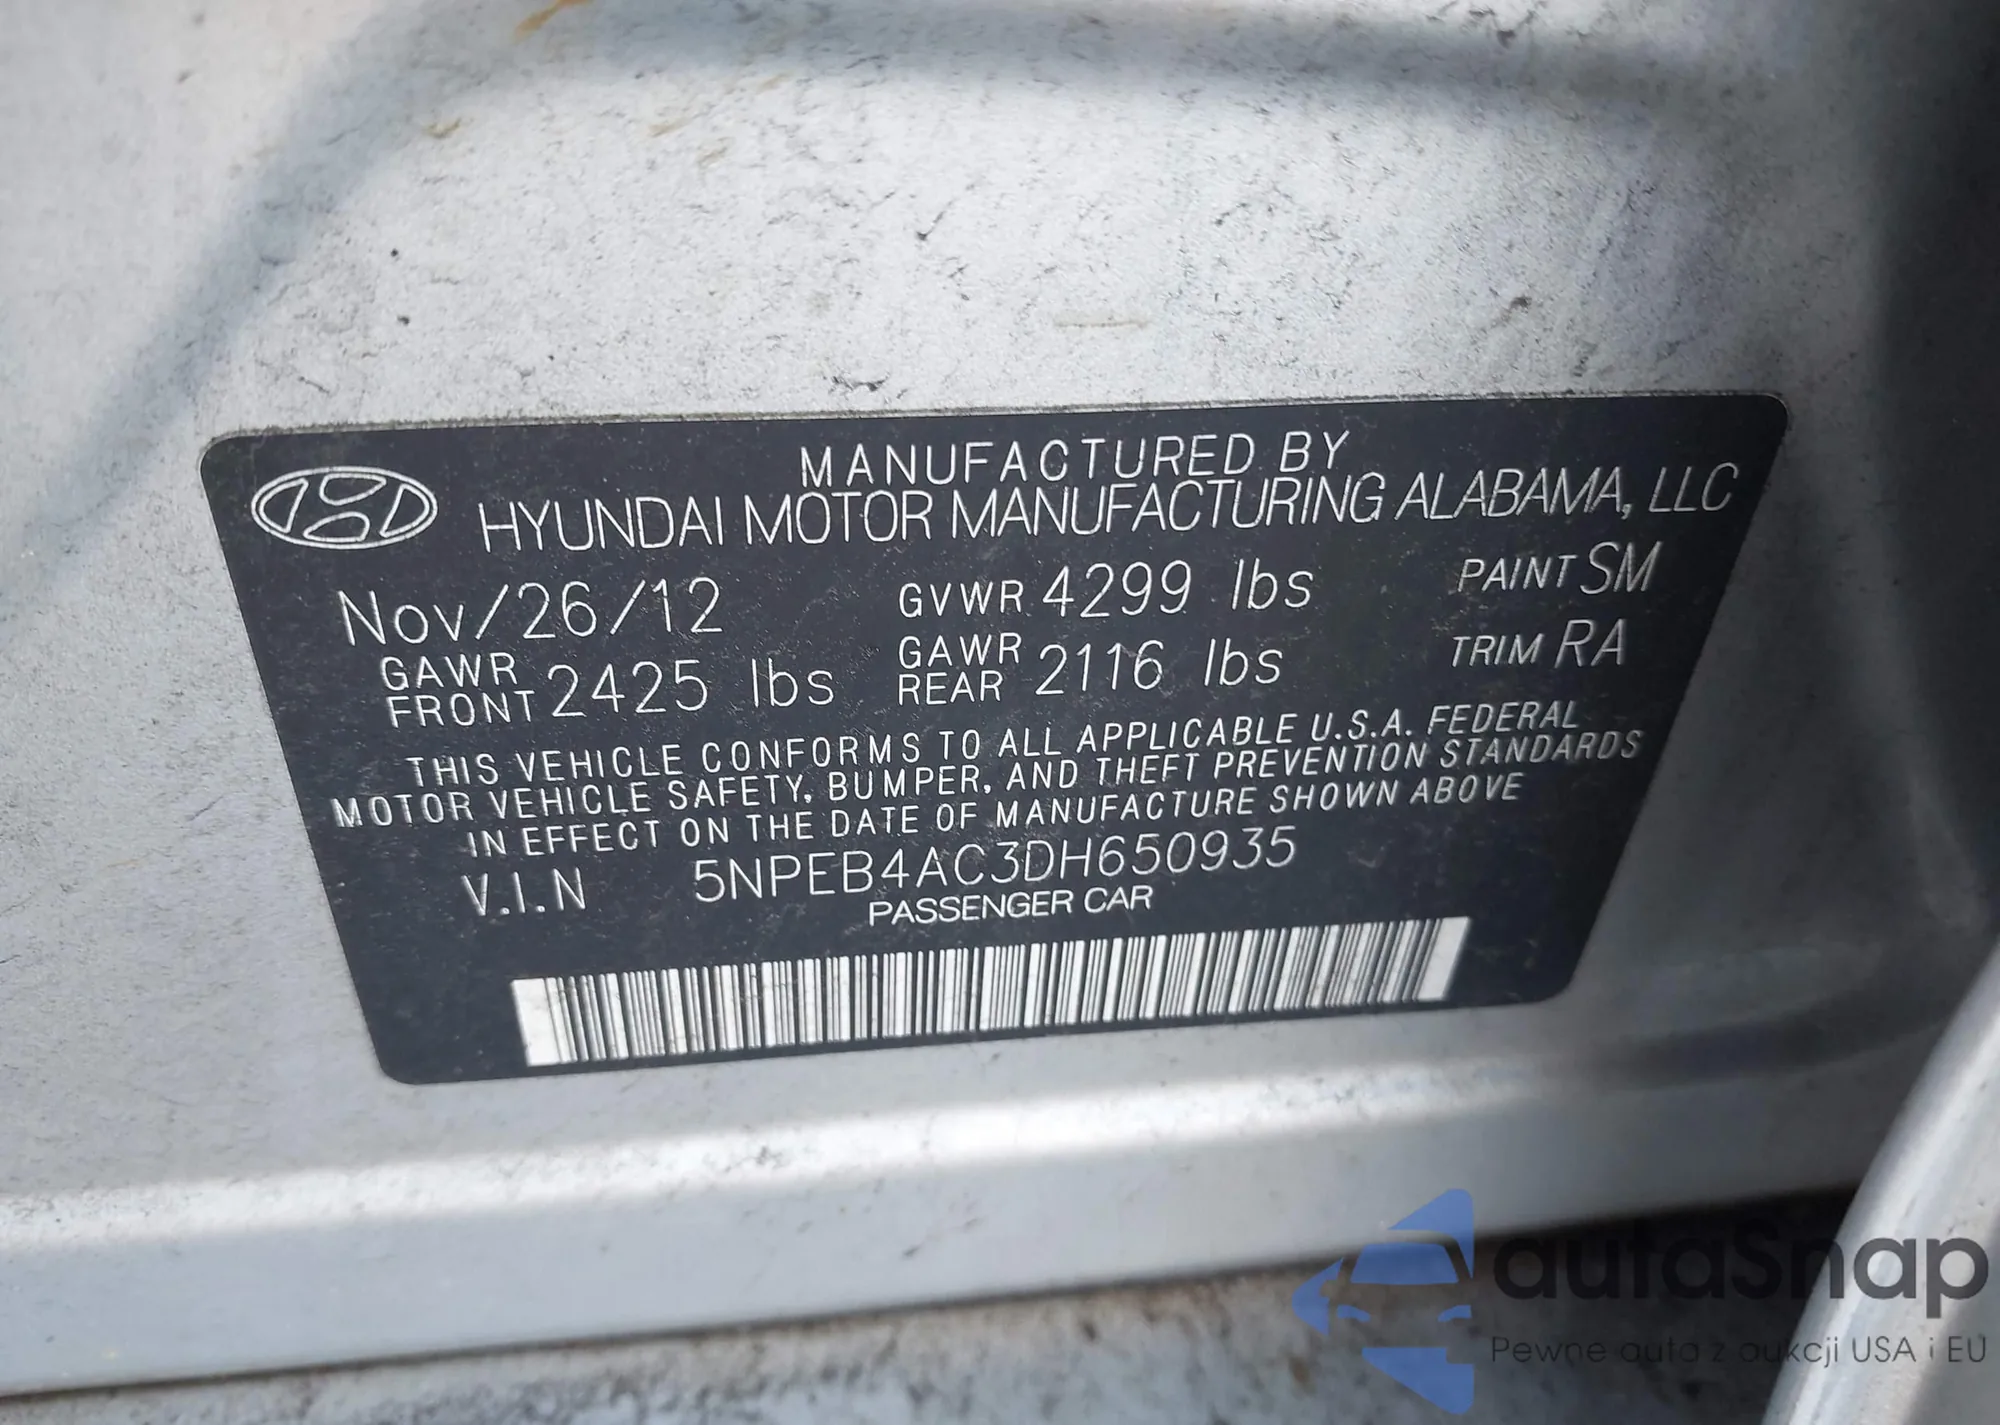 MANUFACTURED BY
HYUNDAI MOTOR MANUFACTURING ALABAMA, LLC
Nov/26/12 GVWR 4299 lbs PAINT SM
GAWR FRONT 2425 lbs GAWR REAR 2116 lbs TRIM RA
THIS VEHICLE CONFORMS TO ALL APPLICABLE U.S.A. FEDERAL
MOTOR VEHICLE SAFETY, BUMPER, AND THEFT PREVENTION STANDARDS
IN EFFECT ON THE DATE OF MANUFACTURE SHOWN ABOVE
V.I.N 5NPEB4AC3DH650935
PASSENGER CAR
autaSnap
Pewne auta z aukcji USA i EU